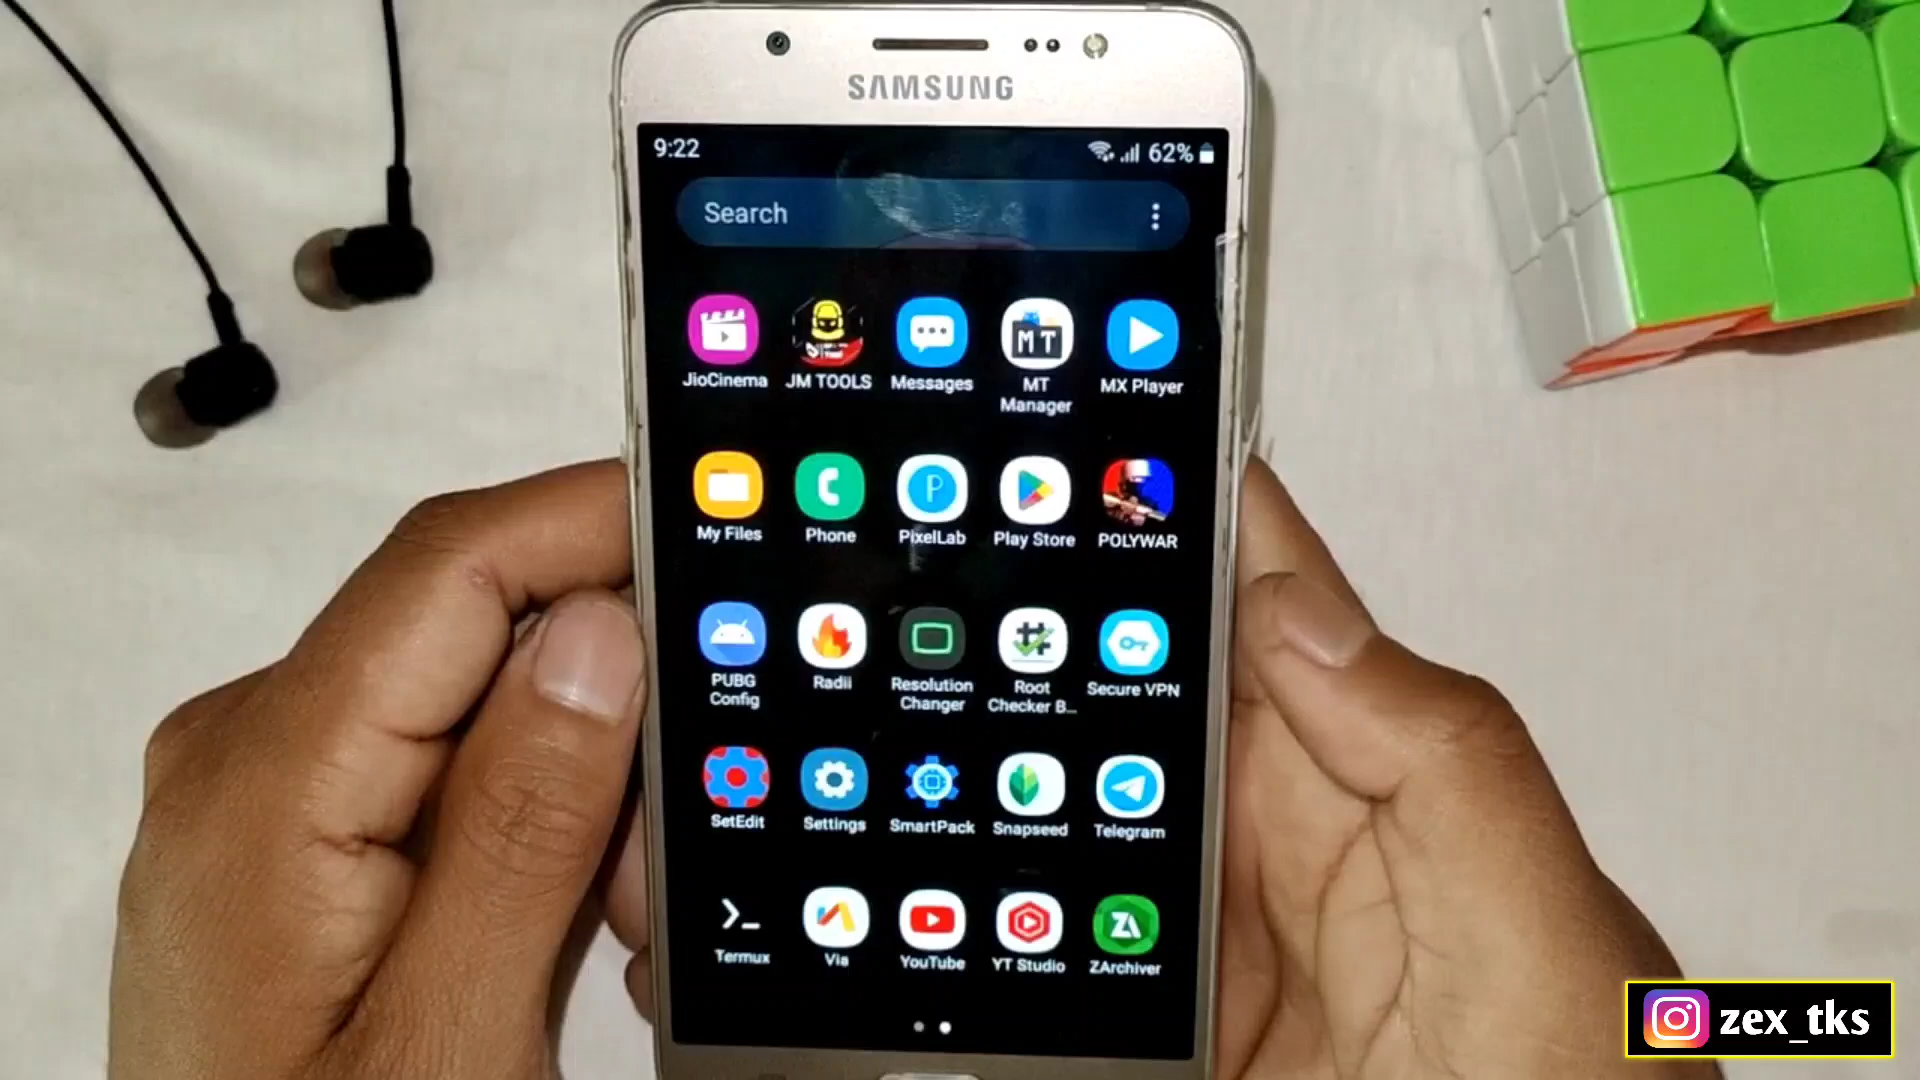 SAMSUNG
9:22 62%
Search
JioCinema JM TOOLS Messages MT Manager MX Player
My Files Phone PixelLab Play Store POLYWAR
PUBG Config Radii Resolution Changer Root Checker B... Secure VPN
SetEdit Settings SmartPack Snapseed Telegram
Termux Via YouTube YT Studio ZArchiver
zex_tks